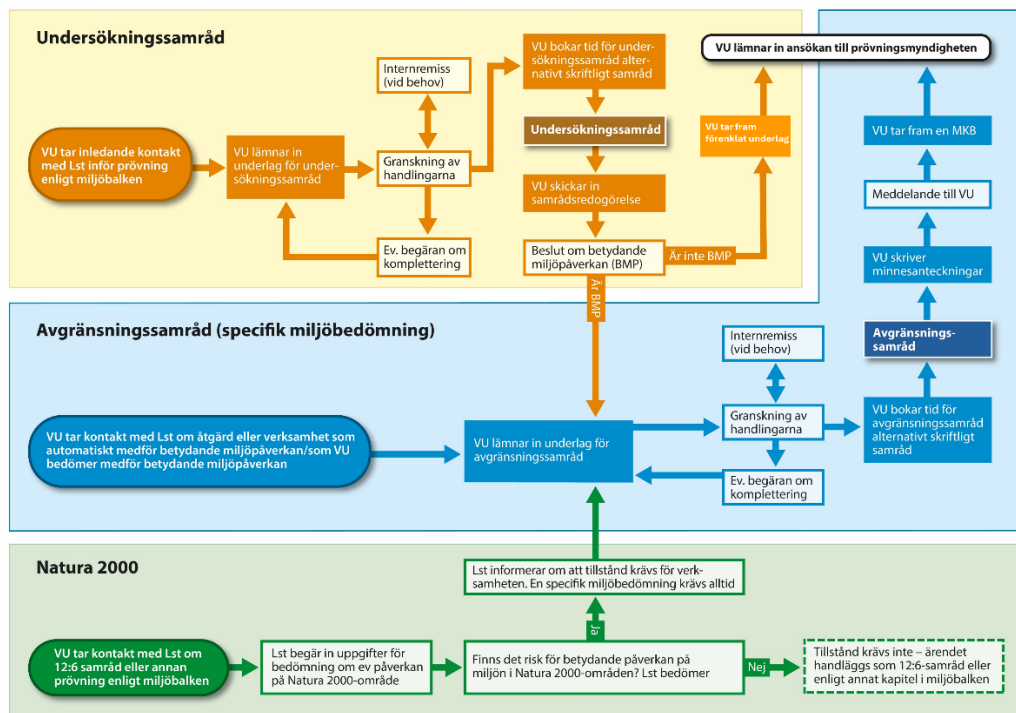 Undersökningssamråd
VU tar inledande kontakt
med Lst inför prövning
enligt miljöbalken
VU lämnar in
underlag för under-
sökningssamråd
Internremiss
(vid behov)
Granskning av
handlingarna
Ev. begäran om
komplettering
VU bokar tid för under-
sökningssamråd alter-
nativt skriftligt samråd
Undersökningssamråd
VU skickar in
samrådsredogörelse
Beslut om betydande
miljöpåverkan (BMP)
Är inte BMP
Är BMP
VU tar fram
förenklat underlag
VU lämnar in ansökan till prövningsmyndigheten
VU tar fram en MKB
Meddelande till VU
VU skriver
minnesanteckningar
Avgränsnings-
samråd
VU bokar tid för
avgränsningssamråd
alternativt skriftligt
samråd
Avgränsningssamråd (specifik miljöbedömning)
VU tar kontakt med Lst om åtgärd eller verksamhet som
automatiskt medför betydande miljöpåverkan/som VU
bedömer medför betydande miljöpåverkan
VU lämnar in underlag för
avgränsningssamråd
Internremiss
(vid behov)
Granskning av
handlingarna
Ev. begäran om
komplettering
Natura 2000
VU tar kontakt med Lst om
12:6 samråd eller annan
prövning enligt miljöbalken
Lst begär in uppgifter för
bedömning om ev påverkan
på Natura 2000-område
Lst informerar om att tillstånd krävs för verk-
samheten. En specifik miljöbedömning krävs alltid
Ja
Finns det risk för betydande påverkan på
miljön i Natura 2000-områden? Lst bedömer
Nej
Tillstånd krävs inte – ärendet
handläggs som 12:6-samråd eller
enligt annat kapitel i miljöbalken